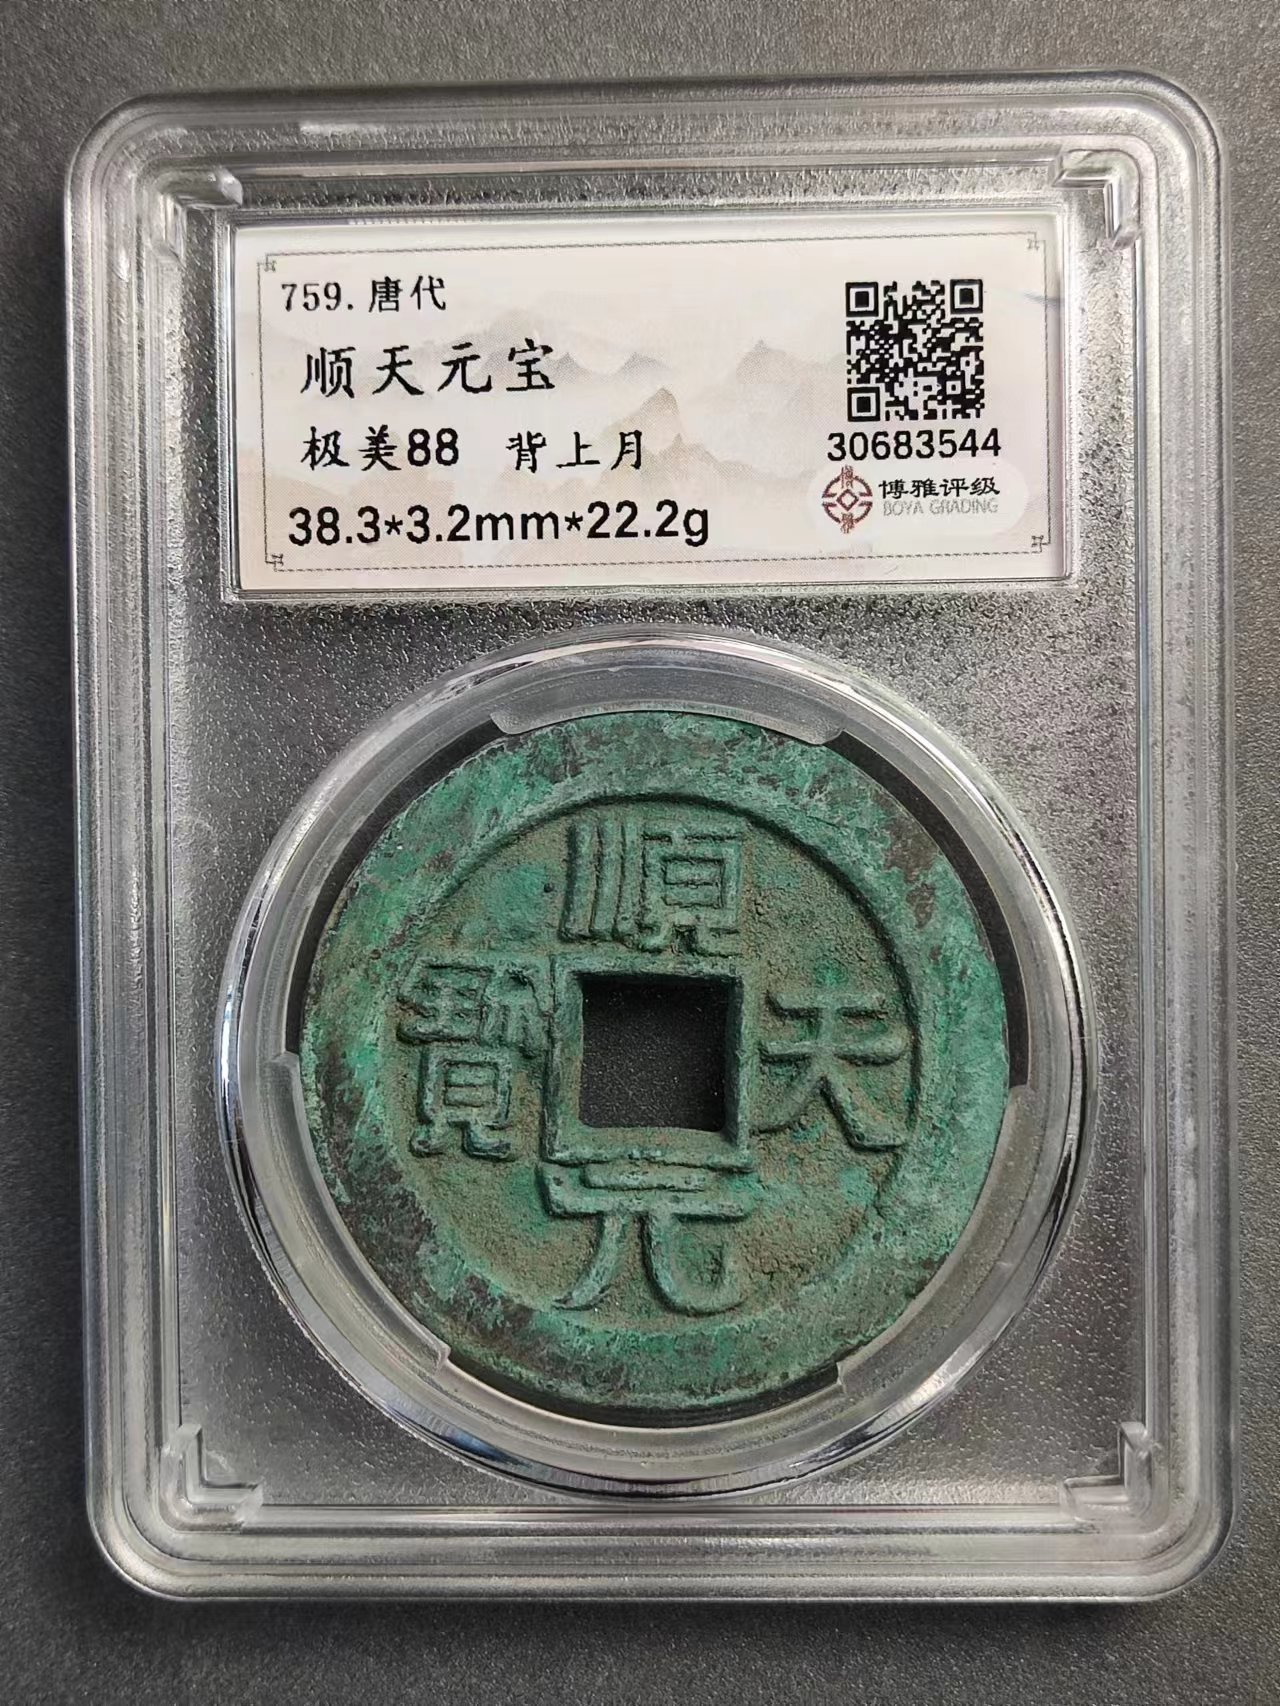 759.唐代
顺天元宝
极美88 背上月
38.3*3.2mm*22.2g
30683544
博雅评级
BOYA GRADING
順
天
元
寶